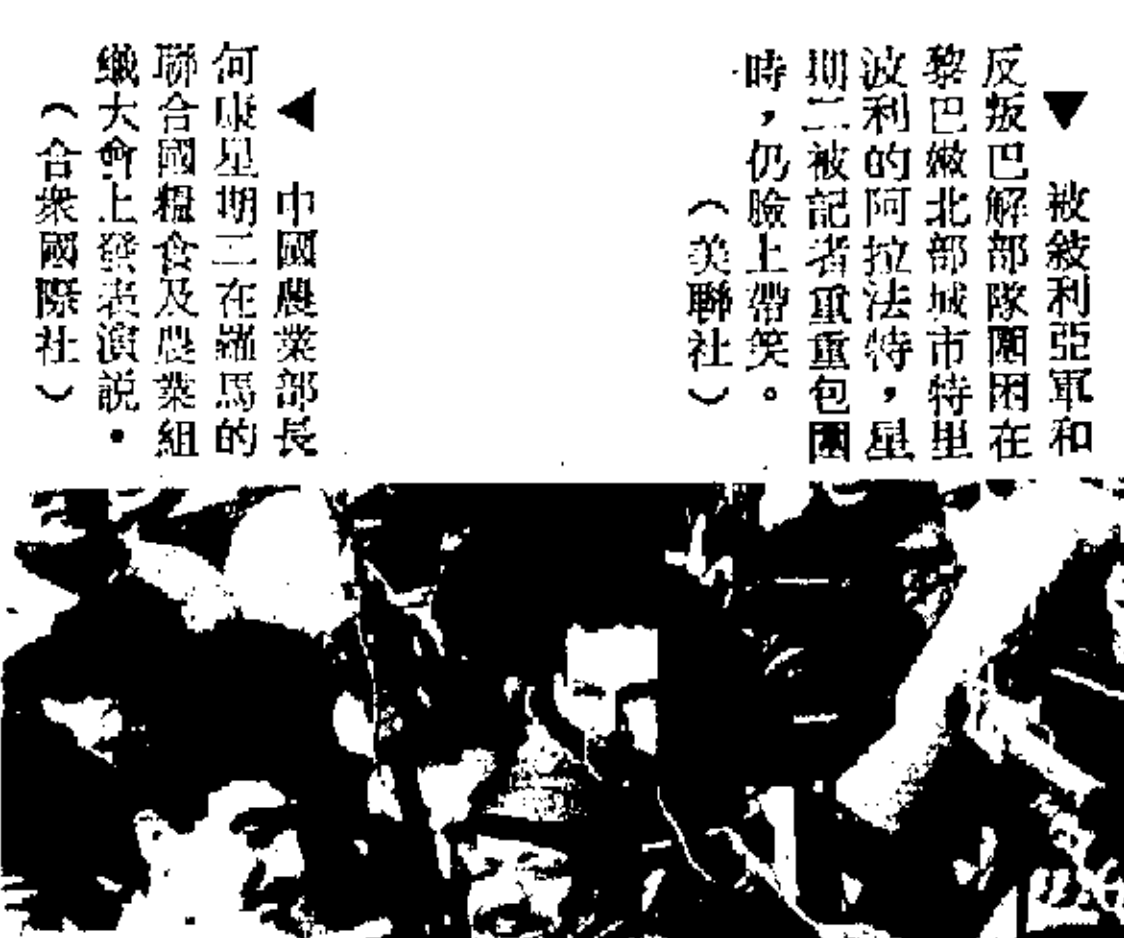 ▼ 被敍利亞軍和
反叛巴解部隊圍困在
黎巴嫩北部城市特里
波利的阿拉法特，星
期二被記者重重包圍
時，仍臉上帶笑。
（美聯社）
◀ 中國農業部長
何康星期二在羅馬的
聯合國糧食及農業組
織大會上發表演說。
（合衆國際社）